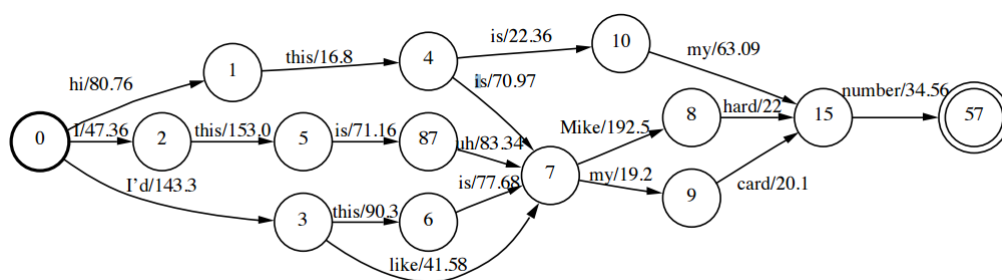 is/22.36
10
my/63.09
this/16.8
4
hi/80.76
1
is/70.97
number/34.56
8
hard/22
15
57
Mike/192.5
0
I/47.36
2
this/153.0
5
is/71.16
87
uh/83.34
7
my/19.2
9
card/20.1
I'd/143.3
is/77.68
3
this/90.3
6
like/41.58